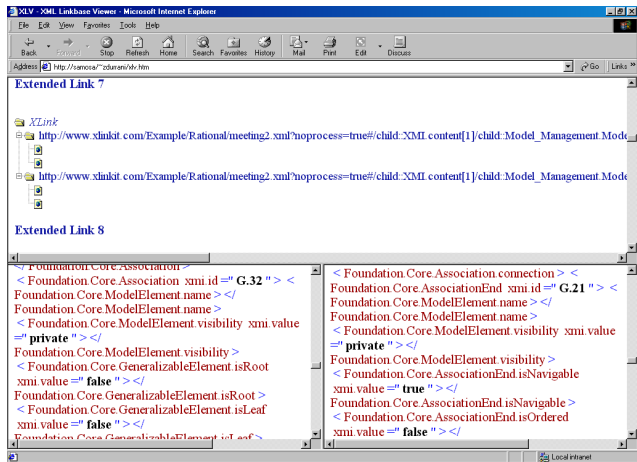 XLV - XML Linkbase Viewer - Microsoft Internet Explorer
File Edit View Favorites Tools Help
Back Forward Stop Refresh Home Search Favorites History Mail Print Edit Discuss
Address http://samosa/~zdurrani/xlv.htm Go Links »
Extended Link 7
XLink
http://www.xlinkit.com/Example/Rational/meeting2.xml?noprocess=true#/child::XMI.content[1]/child::Model_Management.Mode
http://www.xlinkit.com/Example/Rational/meeting2.xml?noprocess=true#/child::XMI.content[1]/child::Model_Management.Mode
Extended Link 8
</ Foundation.Core.Association >
< Foundation.Core.Association xmi.id =" G.32 " > <
Foundation.Core.ModelElement.name > </
Foundation.Core.ModelElement.name >
< Foundation.Core.ModelElement.visibility xmi.value
=" private " > </
Foundation.Core.ModelElement.visibility >
< Foundation.Core.GeneralizableElement.isRoot
xmi.value =" false " > </
Foundation.Core.GeneralizableElement.isRoot >
< Foundation.Core.GeneralizableElement.isLeaf
xmi.value =" false " > </
Foundation.Core.GeneralizableElement.isLeaf >
< Foundation.Core.Association.connection > <
Foundation.Core.AssociationEnd xmi.id =" G.21 " > <
Foundation.Core.ModelElement.name > </
Foundation.Core.ModelElement.name >
< Foundation.Core.ModelElement.visibility xmi.value
=" private " > </
Foundation.Core.ModelElement.visibility >
< Foundation.Core.AssociationEnd.isNavigable
xmi.value =" true " > </
Foundation.Core.AssociationEnd.isNavigable >
< Foundation.Core.AssociationEnd.isOrdered
xmi.value =" false " > </
Local intranet